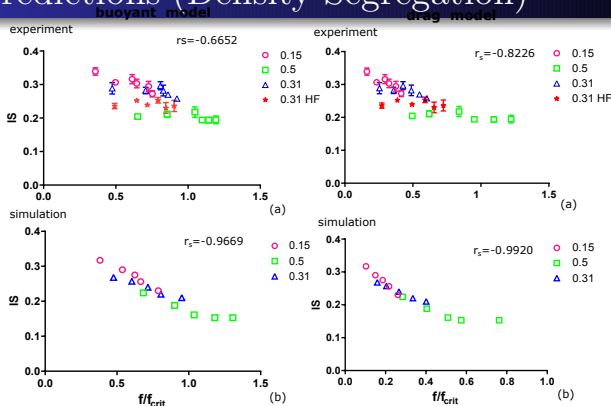 redictions (Density Segregation)
buoyant model
experiment
rs=-0.6652
0.15
0.5
0.31
0.31 HF
IS
0.4
0.3
0.2
0.1
0.0
0.0 0.5 1.0 1.5
(a)
drag model
experiment
rs=-0.8226
0.15
0.5
0.31
0.31 HF
0.4
0.3
0.2
0.1
0.0
0.0 0.5 1.0 1.5
(a)
simulation
rs=-0.9669
0.15
0.5
0.31
IS
0.4
0.3
0.2
0.1
0.0
0.0 0.5 1.0 1.5
f/fcrit
(b)
simulation
rs=-0.9920
0.15
0.5
0.31
IS
0.4
0.3
0.2
0.1
0.0
0.0 0.2 0.4 0.6 0.8 1.0
f/fcrit
(b)